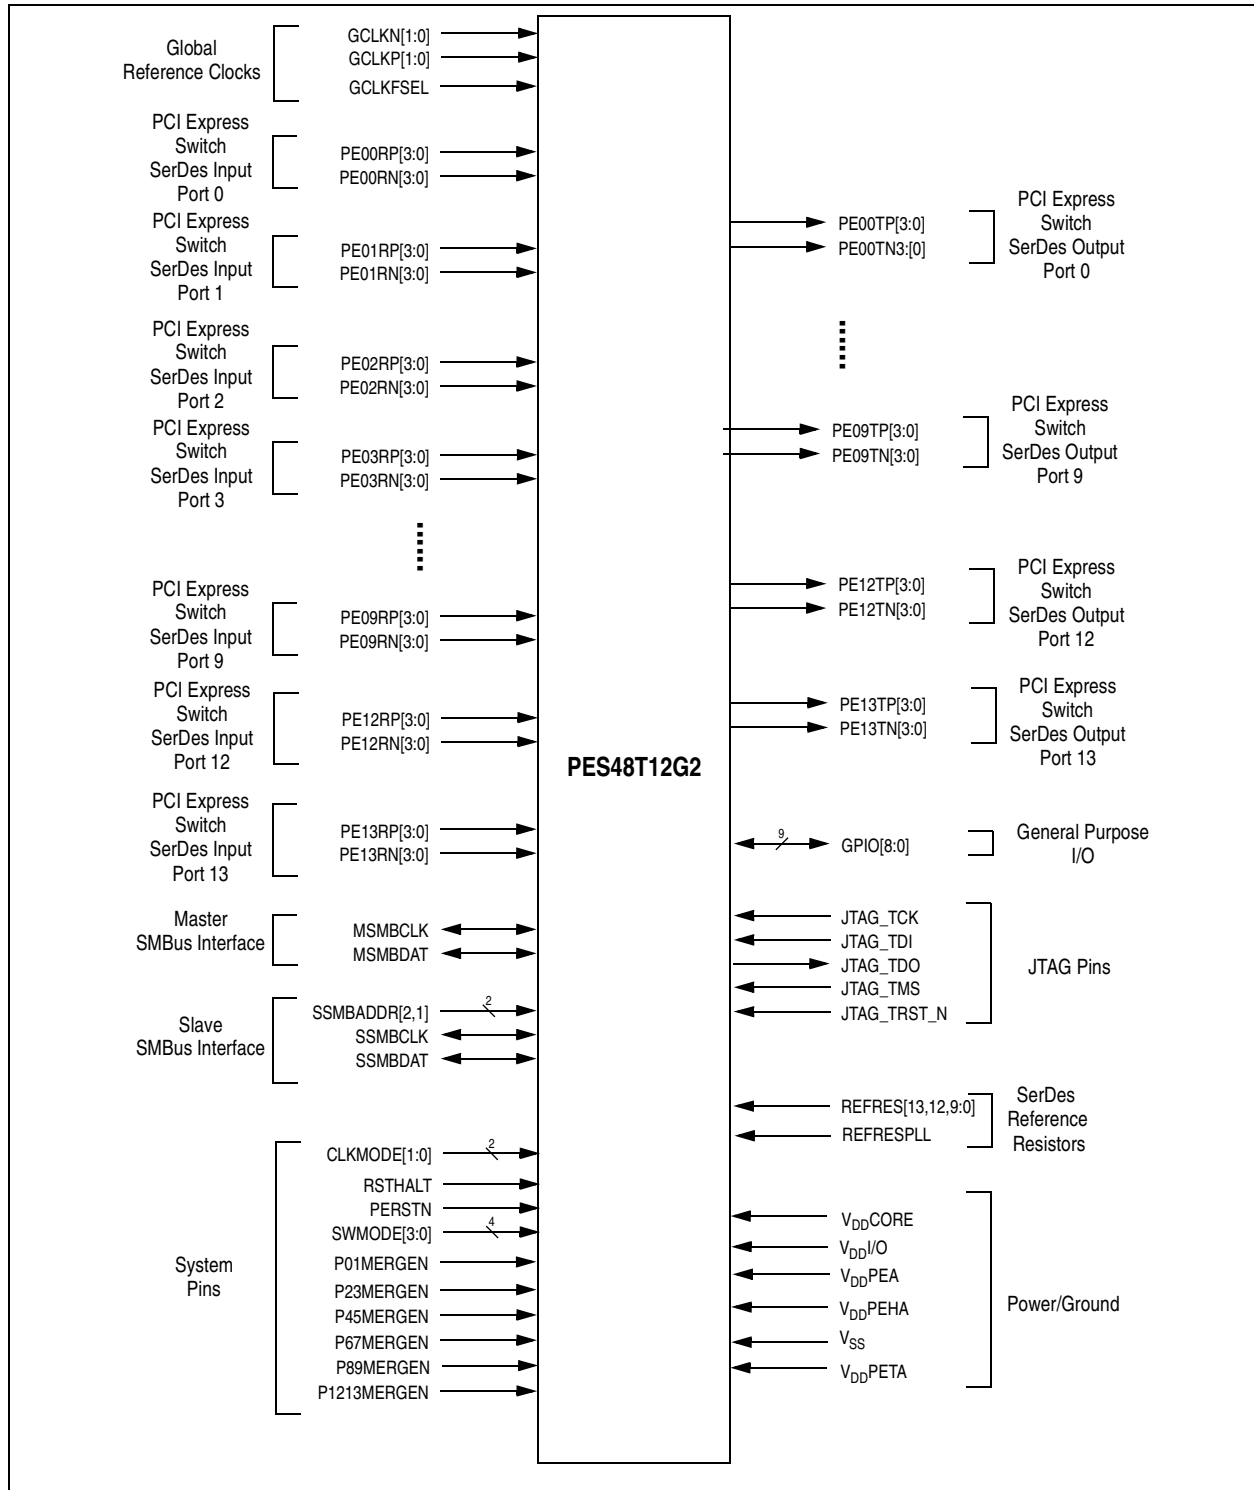 Global
Reference Clocks
GCLKN[1:0]
GCLKP[1:0]
GCLKFSEL
PCI Express
Switch
SerDes Input
Port 0
PE00RP[3:0]
PE00RN[3:0]
PCI Express
Switch
SerDes Input
Port 1
PE01RP[3:0]
PE01RN[3:0]
PCI Express
Switch
SerDes Input
Port 2
PE02RP[3:0]
PE02RN[3:0]
PCI Express
Switch
SerDes Input
Port 3
PE03RP[3:0]
PE03RN[3:0]
PCI Express
Switch
SerDes Input
Port 9
PE09RP[3:0]
PE09RN[3:0]
PCI Express
Switch
SerDes Input
Port 12
PE12RP[3:0]
PE12RN[3:0]
PCI Express
Switch
SerDes Input
Port 13
PE13RP[3:0]
PE13RN[3:0]
Master
SMBus Interface
MSMBCLK
MSMBDAT
Slave
SMBus Interface
SSMBADDR[2,1]
2
SSMBCLK
SSMBDAT
System
Pins
CLKMODE[1:0]
2
RSTHALT
PERSTN
SWMODE[3:0]
4
P01MERGEN
P23MERGEN
P45MERGEN
P67MERGEN
P89MERGEN
P1213MERGEN
PES48T12G2
PE00TP[3:0]
PE00TN3:[0]
PCI Express
Switch
SerDes Output
Port 0
PE09TP[3:0]
PE09TN[3:0]
PCI Express
Switch
SerDes Output
Port 9
PE12TP[3:0]
PE12TN[3:0]
PCI Express
Switch
SerDes Output
Port 12
PE13TP[3:0]
PE13TN[3:0]
PCI Express
Switch
SerDes Output
Port 13
9
GPIO[8:0]
General Purpose
I/O
JTAG_TCK
JTAG_TDI
JTAG_TDO
JTAG_TMS
JTAG_TRST_N
JTAG Pins
REFRES[13,12,9:0]
REFRESPLL
SerDes
Reference
Resistors
VDDCORE
VDDI/O
VDDPEA
VDDPEHA
VSS
VDDPETA
Power/Ground